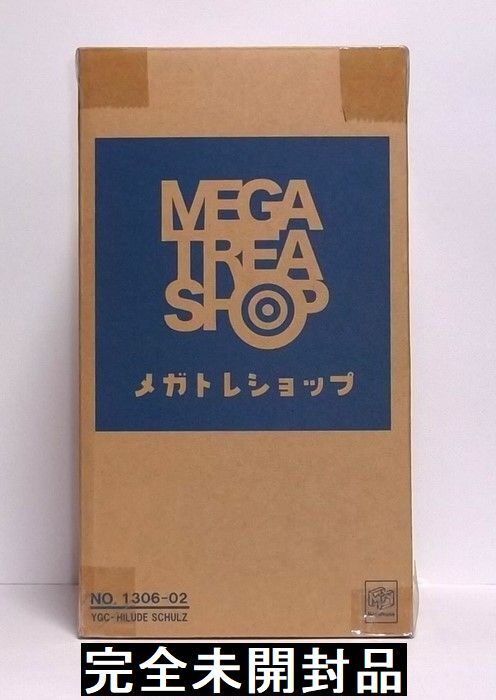 MEGA
TREA
SHOP
メガトレショップ
NO. 1306-02
YGC-HILUDE SCHULZ
完全未開封品